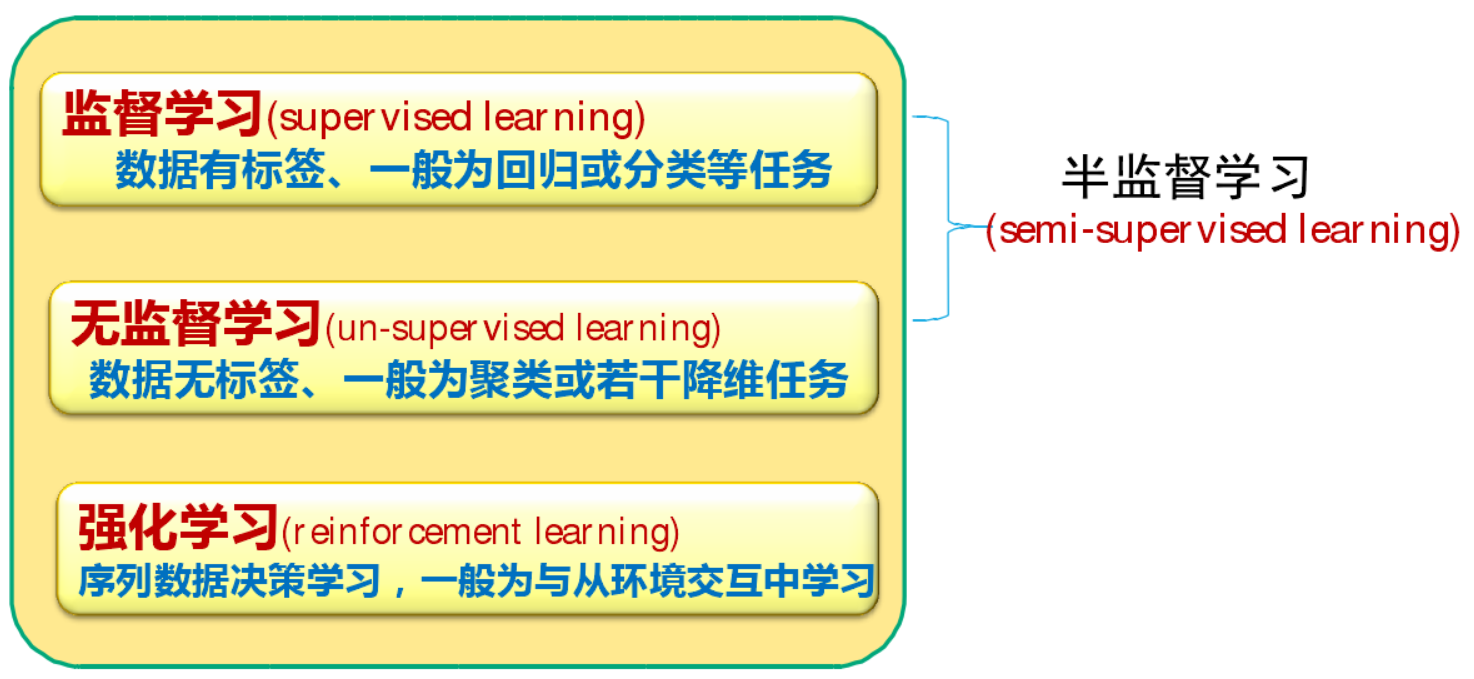 监督学习(supervised learning)
数据有标签、一般为回归或分类等任务
半监督学习
(semi-supervised learning)
无监督学习(un-supervised learning)
数据无标签、一般为聚类或若干降维任务
强化学习(reinforcement learning)
序列数据决策学习，一般为与从环境交互中学习